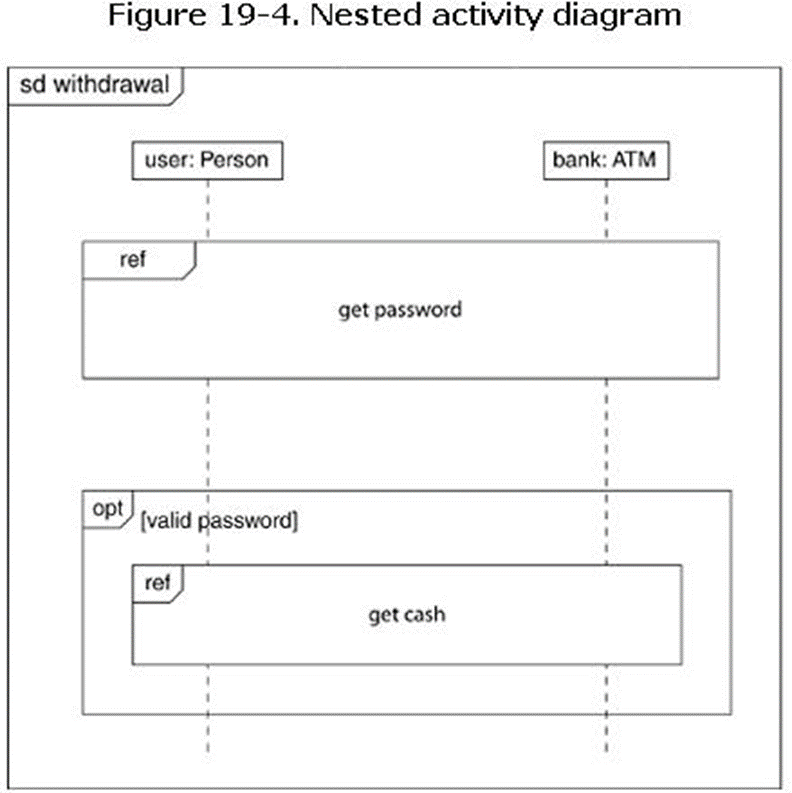 Figure 19-4. Nested activity diagram
sd withdrawal
user: Person
bank: ATM
ref
get password
opt
[valid password]
ref
get cash